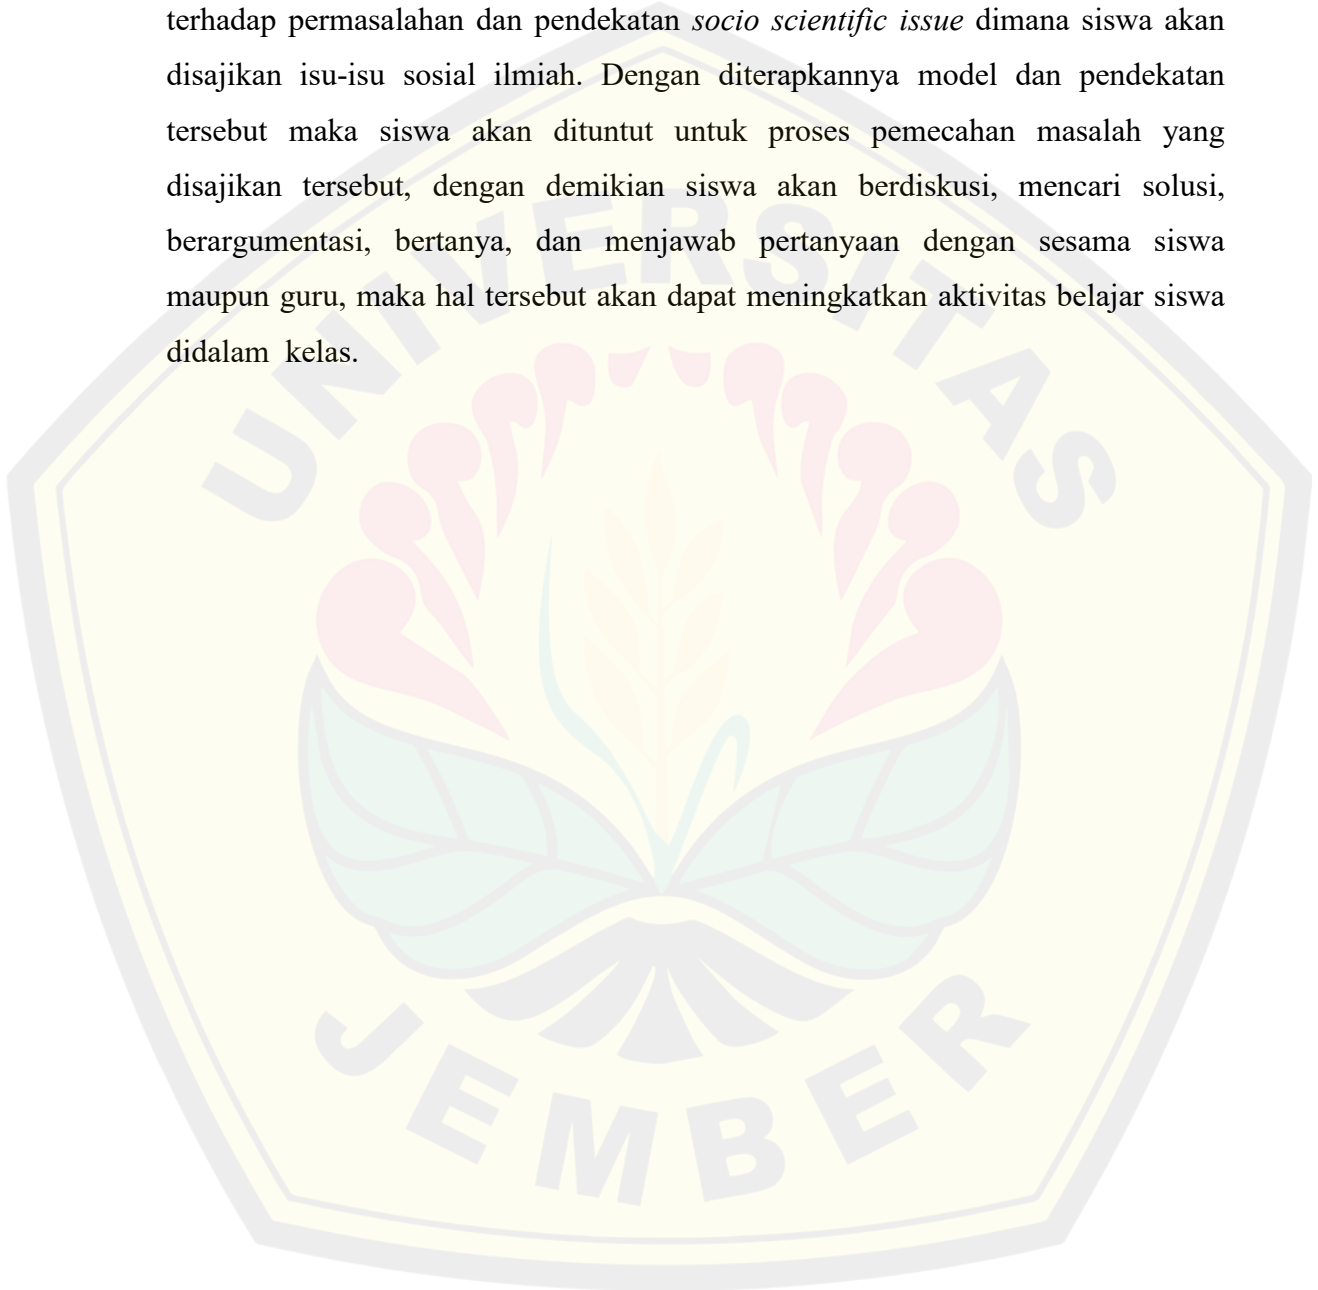 terhadap permasalahan dan pendekatan socio scientific issue dimana siswa akan
disajikan isu-isu sosial ilmiah. Dengan diterapkannya model dan pendekatan
tersebut maka siswa akan dituntut untuk proses pemecahan masalah yang
disajikan tersebut, dengan demikian siswa akan berdiskusi, mencari solusi,
berargumentasi, bertanya, dan menjawab pertanyaan dengan sesama siswa
maupun guru, maka hal tersebut akan dapat meningkatkan aktivitas belajar siswa
didalam kelas.
UNIVERSITAS
JEMBER